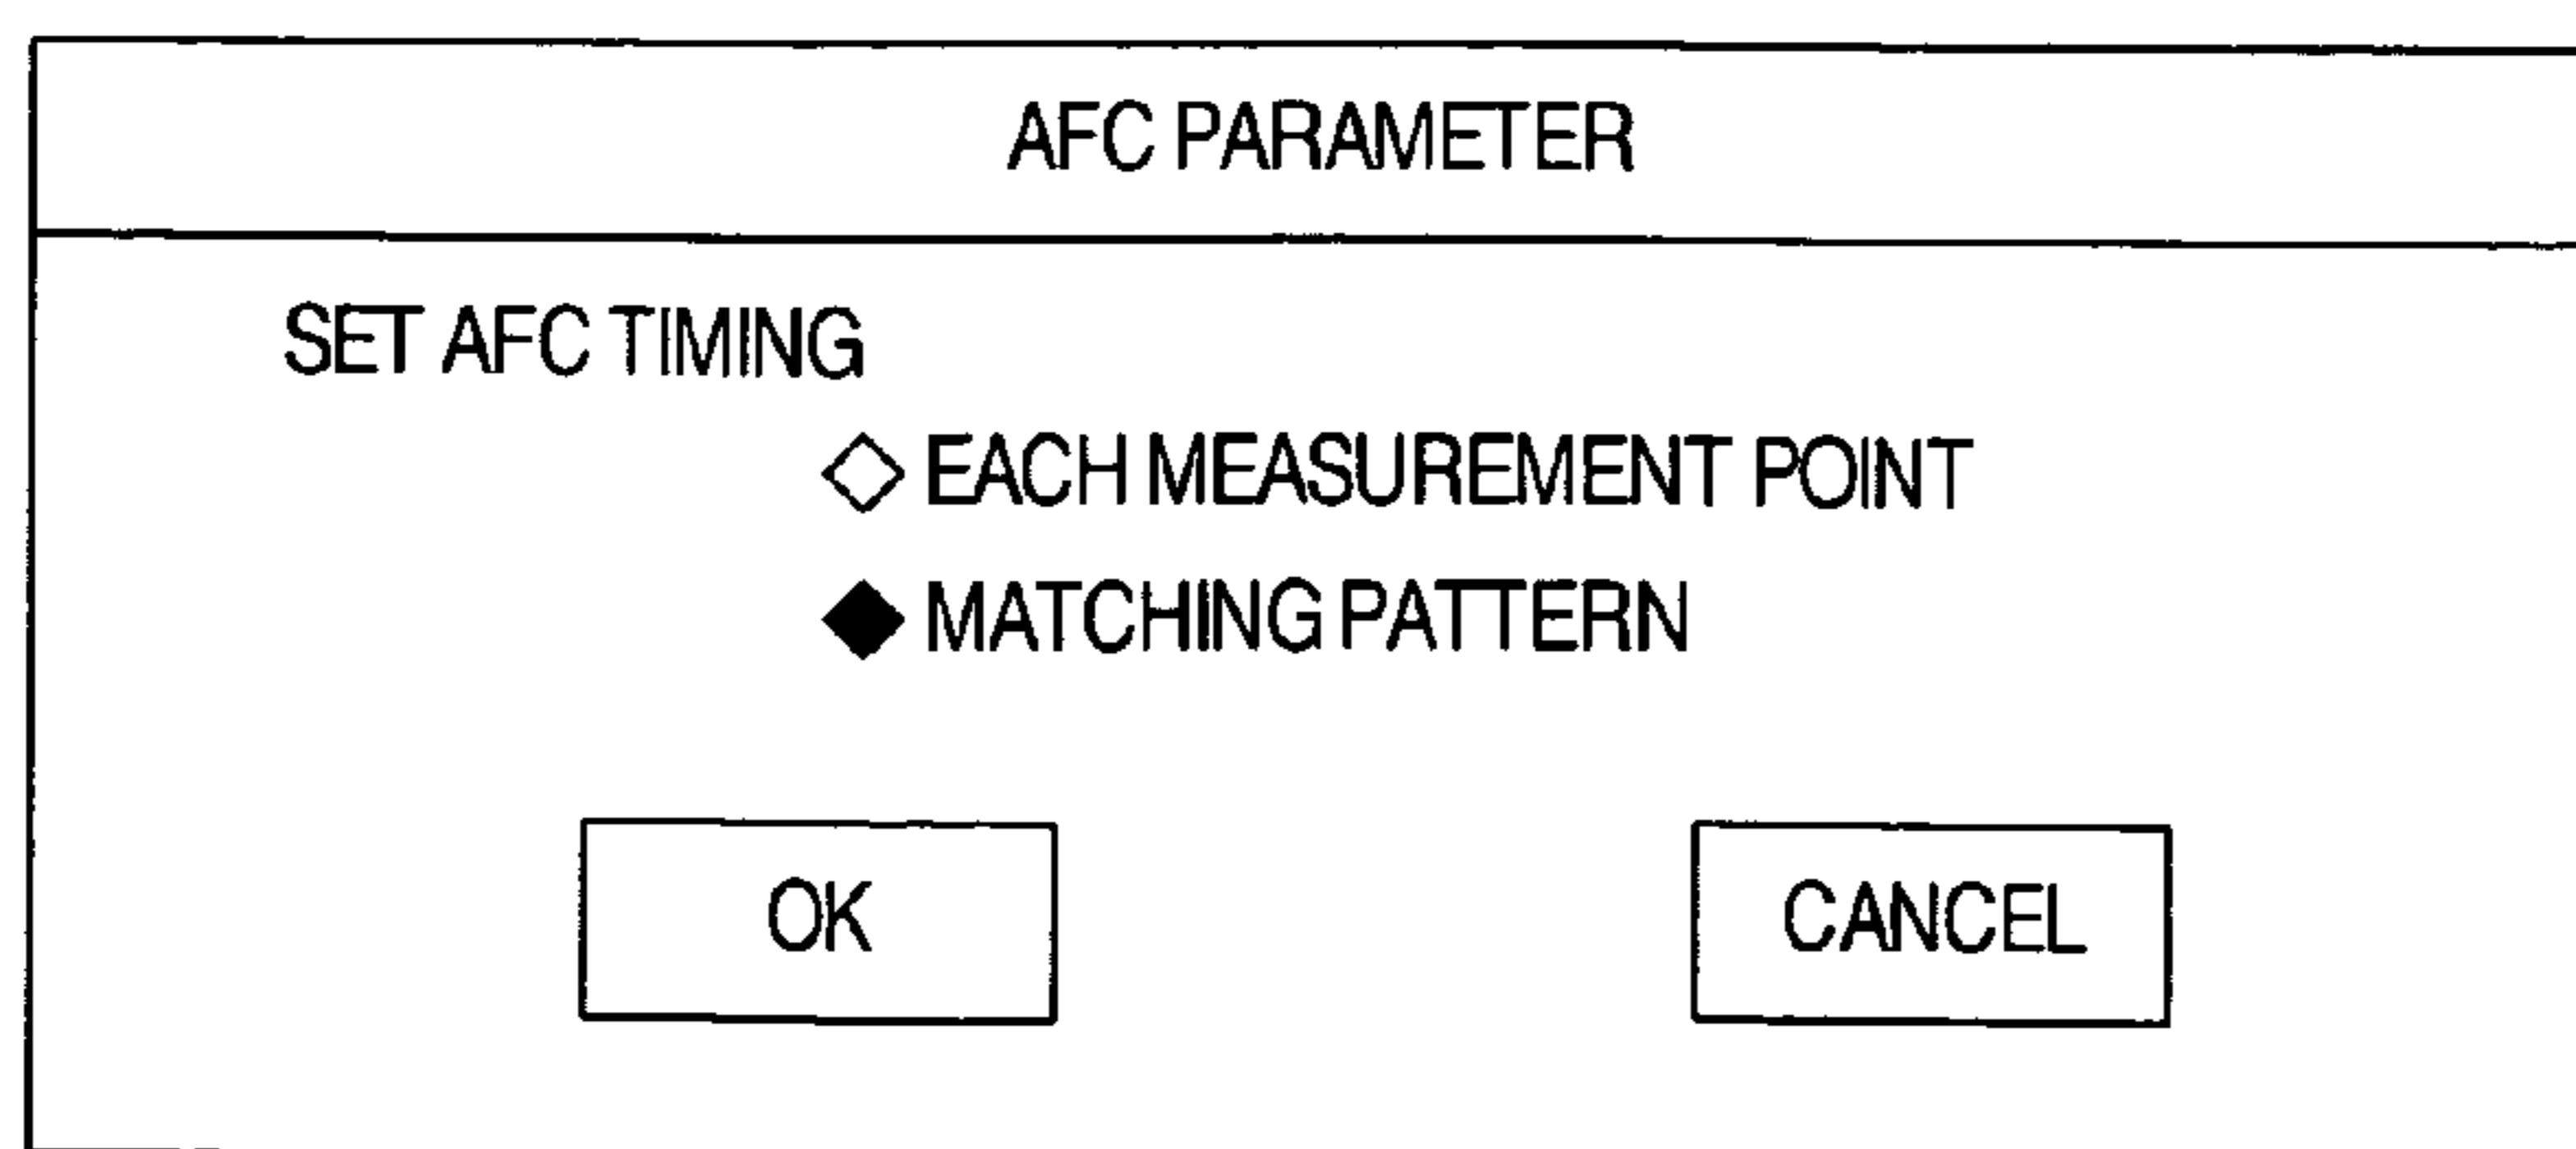 AFC PARAMETER
SET AFC TIMING
EACH MEASUREMENT POINT
MATCHING PATTERN
OK
CANCEL